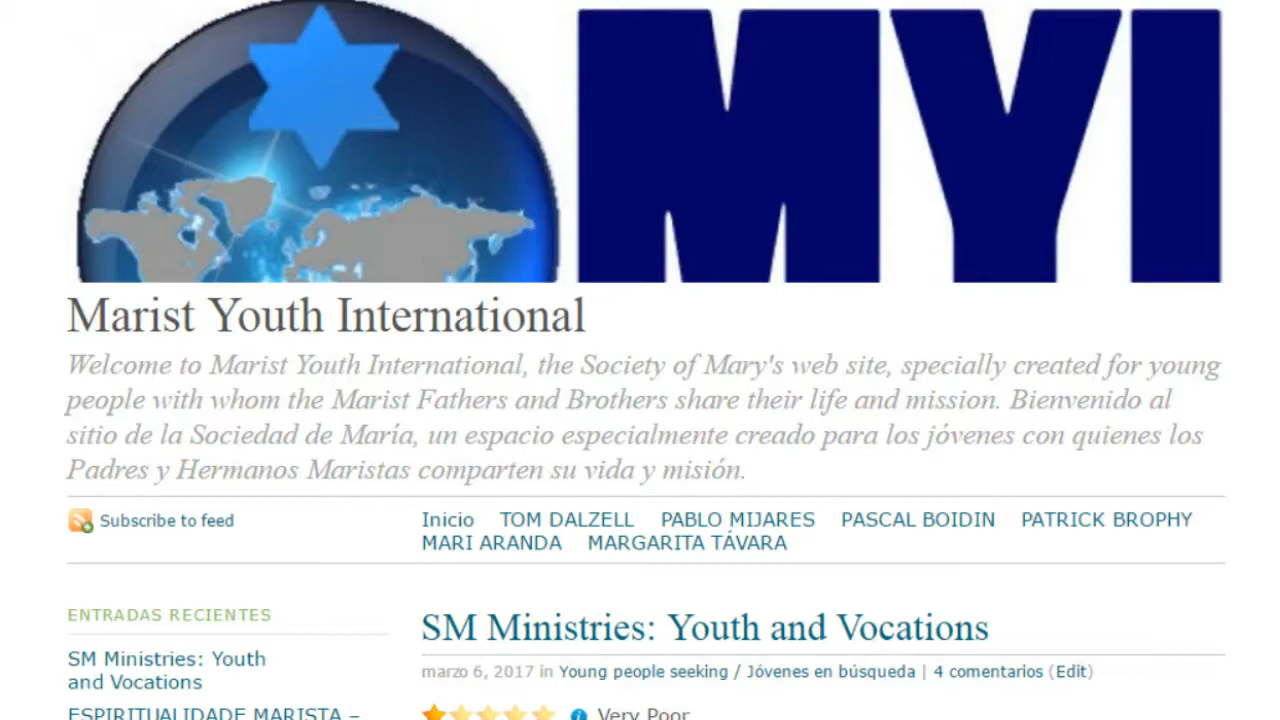 MYI
Marist Youth International
Welcome to Marist Youth International, the Society of Mary's web site, specially created for young
people with whom the Marist Fathers and Brothers share their life and mission. Bienvenido al
sitio de la Sociedad de María, un espacio especialmente creado para los jóvenes con quienes los
Padres y Hermanos Maristas comparten su vida y misión.
Subscribe to feed
Inicio TOM DALZELL PABLO MIJARES PASCAL BOIDIN PATRICK BROPHY
MARI ARANDA MARGARITA TÁVARA
ENTRADAS RECIENTES
SM Ministries: Youth
and Vocations
ESPIRITUALIDADE MARISTA –
SM Ministries: Youth and Vocations
marzo 6, 2017 in Young people seeking / Jóvenes en búsqueda | 4 comentarios (Edit)
Very Poor